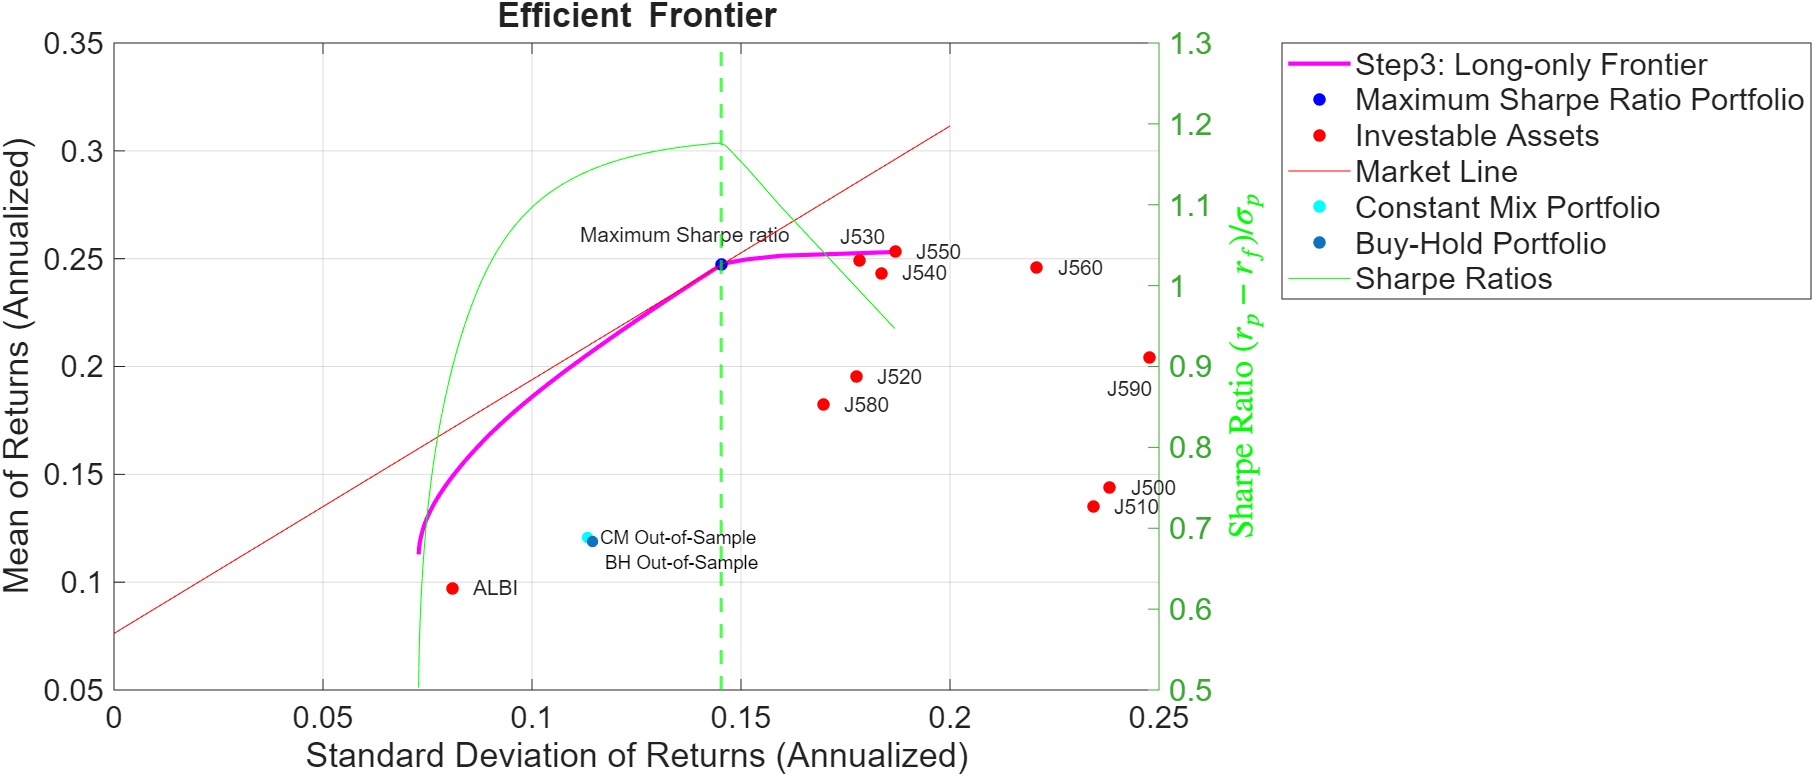 Efficient Frontier
0.35
0.3
0.25
0.2
0.15
0.1
0.05
Mean of Returns (Annualized)
0
0.05
0.1
0.15
0.2
0.25
Standard Deviation of Returns (Annualized)
1.3
1.2
1.1
1
0.9
0.8
0.7
0.6
0.5
Sharpe Ratio (r_p − r_f)/σ_p
Maximum Sharpe ratio
J530
J550
J540
J560
J520
J590
J580
J500
J510
CM Out-of-Sample
BH Out-of-Sample
ALBI
Step3: Long-only Frontier
Maximum Sharpe Ratio Portfolio
Investable Assets
Market Line
Constant Mix Portfolio
Buy-Hold Portfolio
Sharpe Ratios